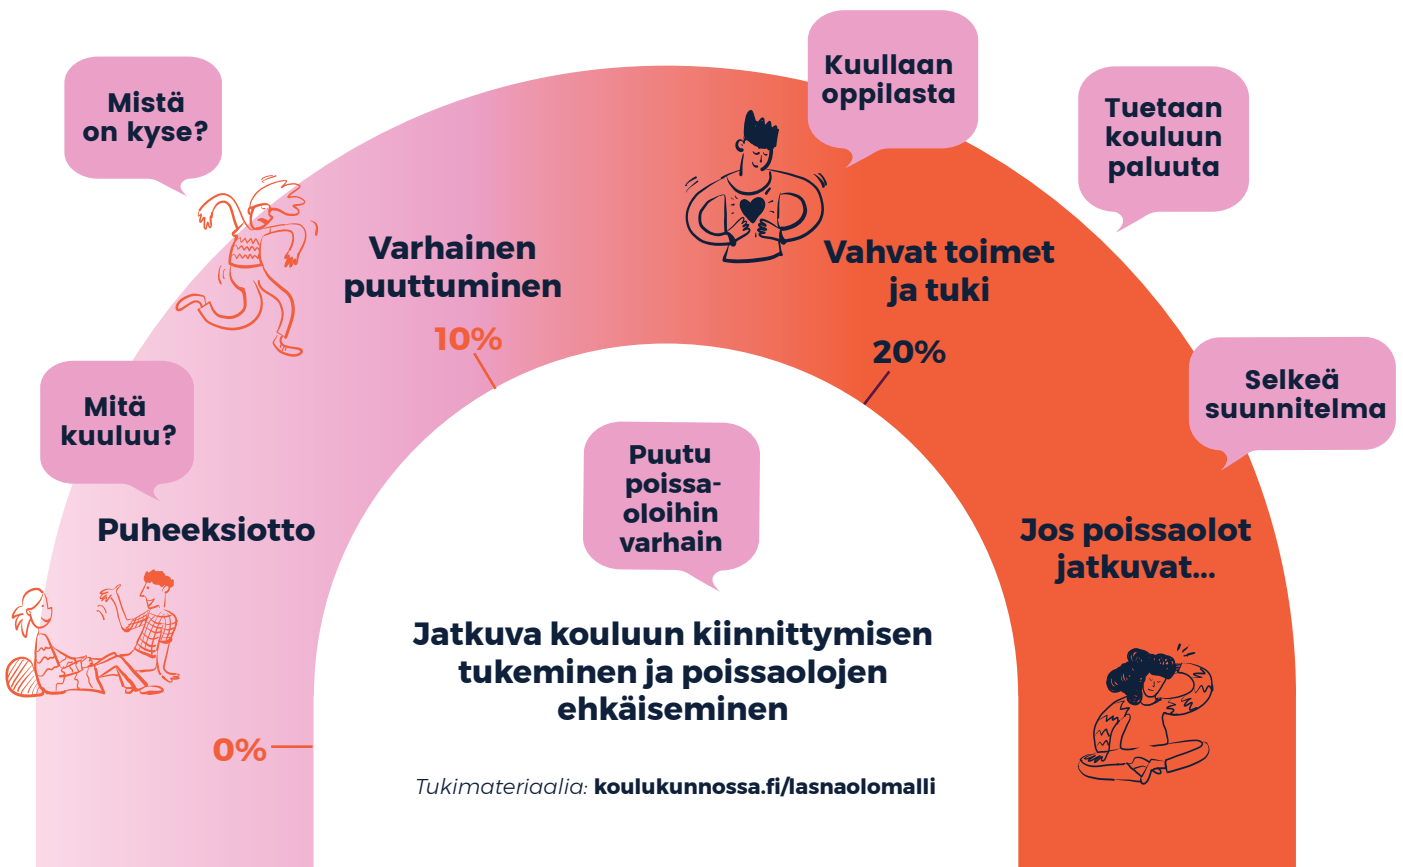 Mistä
on kyse?
Kuullaan
oppilasta
Tuetaan
kouluun
paluuta
Varhainen
puuttuminen
10%
Vahvat toimet
ja tuki
20%
Mitä
kuuluu?
Selkeä
suunnitelma
Puheeksiotto
Puutu
poissa-
oloihin
varhain
Jos poissaolot
jatkuvat...
Jatkuva kouluun kiinnittymisen
tukeminen ja poissaolojen
ehkäiseminen
0%
Tukimateriaalia: koulukunnossa.fi/lasnaolomalli